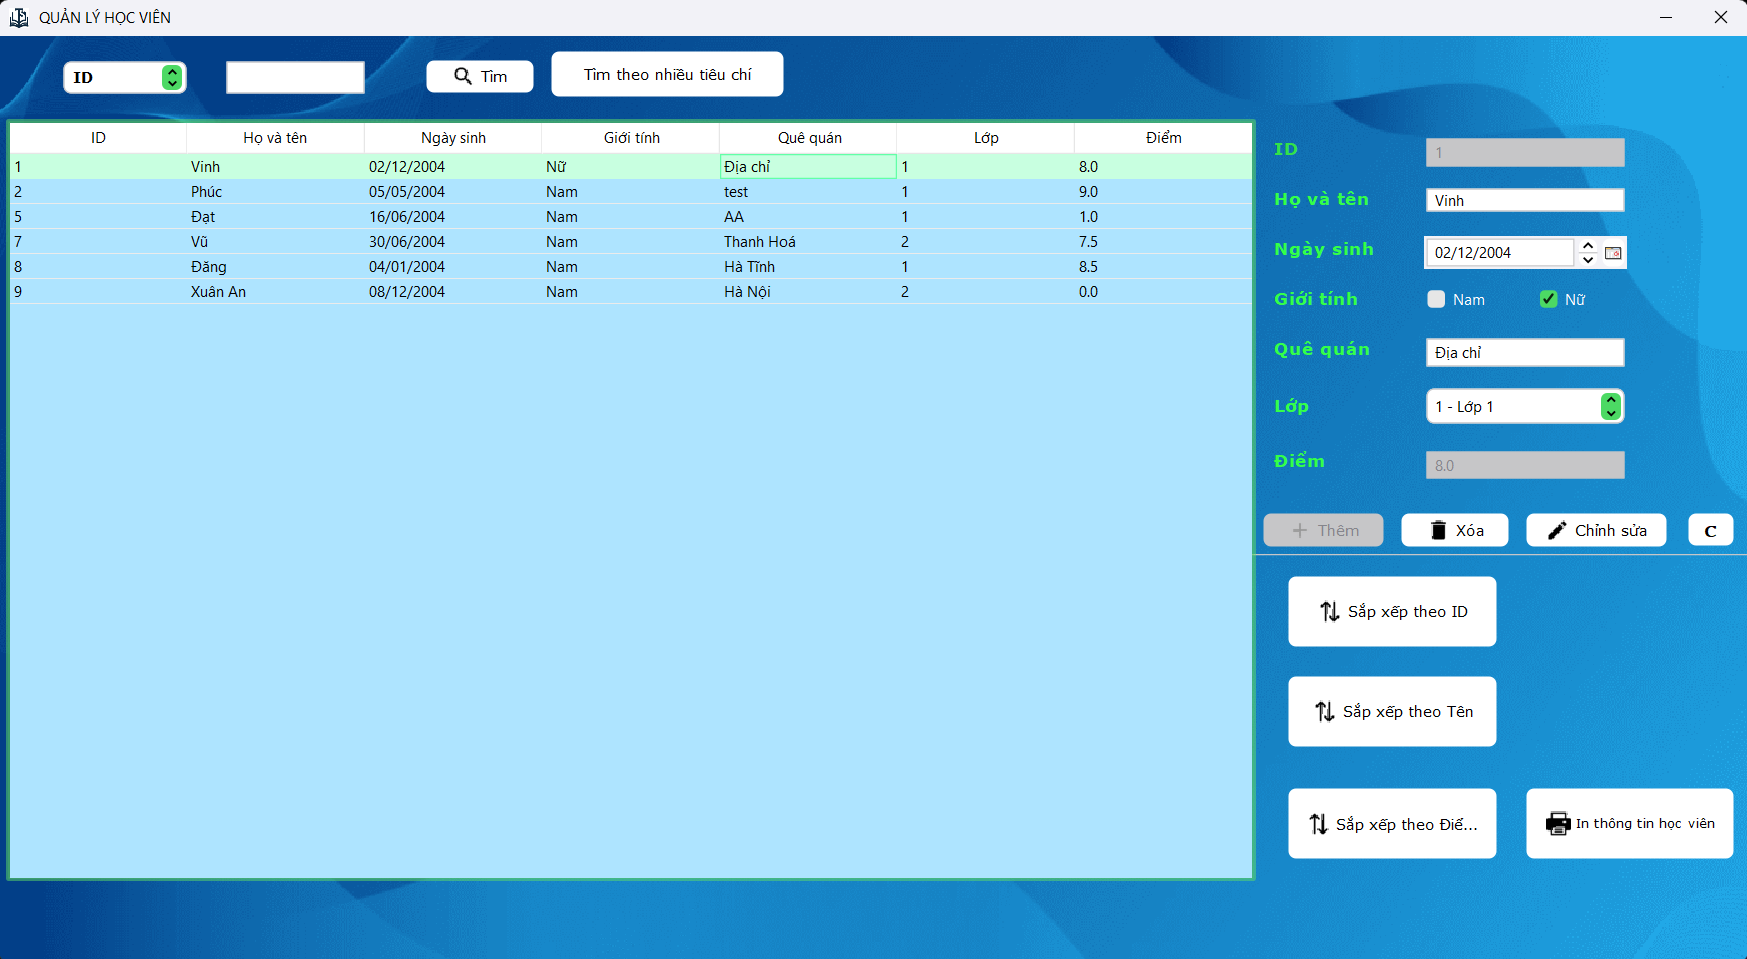 QUẢN LÝ HỌC VIÊN
ID Tìm Tìm theo nhiều tiêu chí
ID Họ và tên Ngày sinh Giới tính Quê quán Lớp Điểm
1 Vinh 02/12/2004 Nữ Địa chỉ 1 8.0
2 Phúc 05/05/2004 Nam test 1 9.0
5 Đạt 16/06/2004 Nam AA 1 1.0
7 Vũ 30/06/2004 Nam Thanh Hoá 2 7.5
8 Đăng 04/01/2004 Nam Hà Tĩnh 1 8.5
9 Xuân An 08/12/2004 Nam Hà Nội 2 0.0
ID 1
Họ và tên Vinh
Ngày sinh 02/12/2004
Giới tính Nam Nữ
Quê quán Địa chỉ
Lớp 1 - Lớp 1
Điểm 8.0
Thêm Xóa Chỉnh sửa C
Sắp xếp theo ID
Sắp xếp theo Tên
Sắp xếp theo Điể... In thông tin học viên